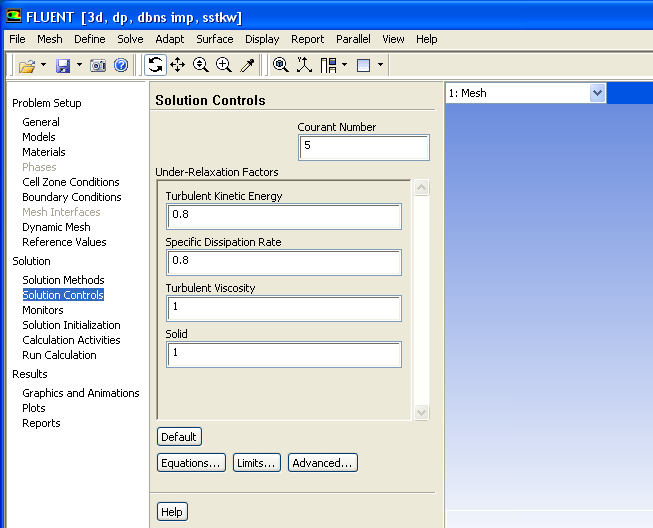 FLUENT [3d, dp, dbns imp, sstkw]
File Mesh Define Solve Adapt Surface Display Report Parallel View Help
Problem Setup
General
Models
Materials
Phases
Cell Zone Conditions
Boundary Conditions
Mesh Interfaces
Dynamic Mesh
Reference Values
Solution
Solution Methods
Solution Controls
Monitors
Solution Initialization
Calculation Activities
Run Calculation
Results
Graphics and Animations
Plots
Reports
Solution Controls
Courant Number
5
Under-Relaxation Factors
Turbulent Kinetic Energy
0.8
Specific Dissipation Rate
0.8
Turbulent Viscosity
1
Solid
1
Default
Equations... Limits... Advanced...
Help
1: Mesh